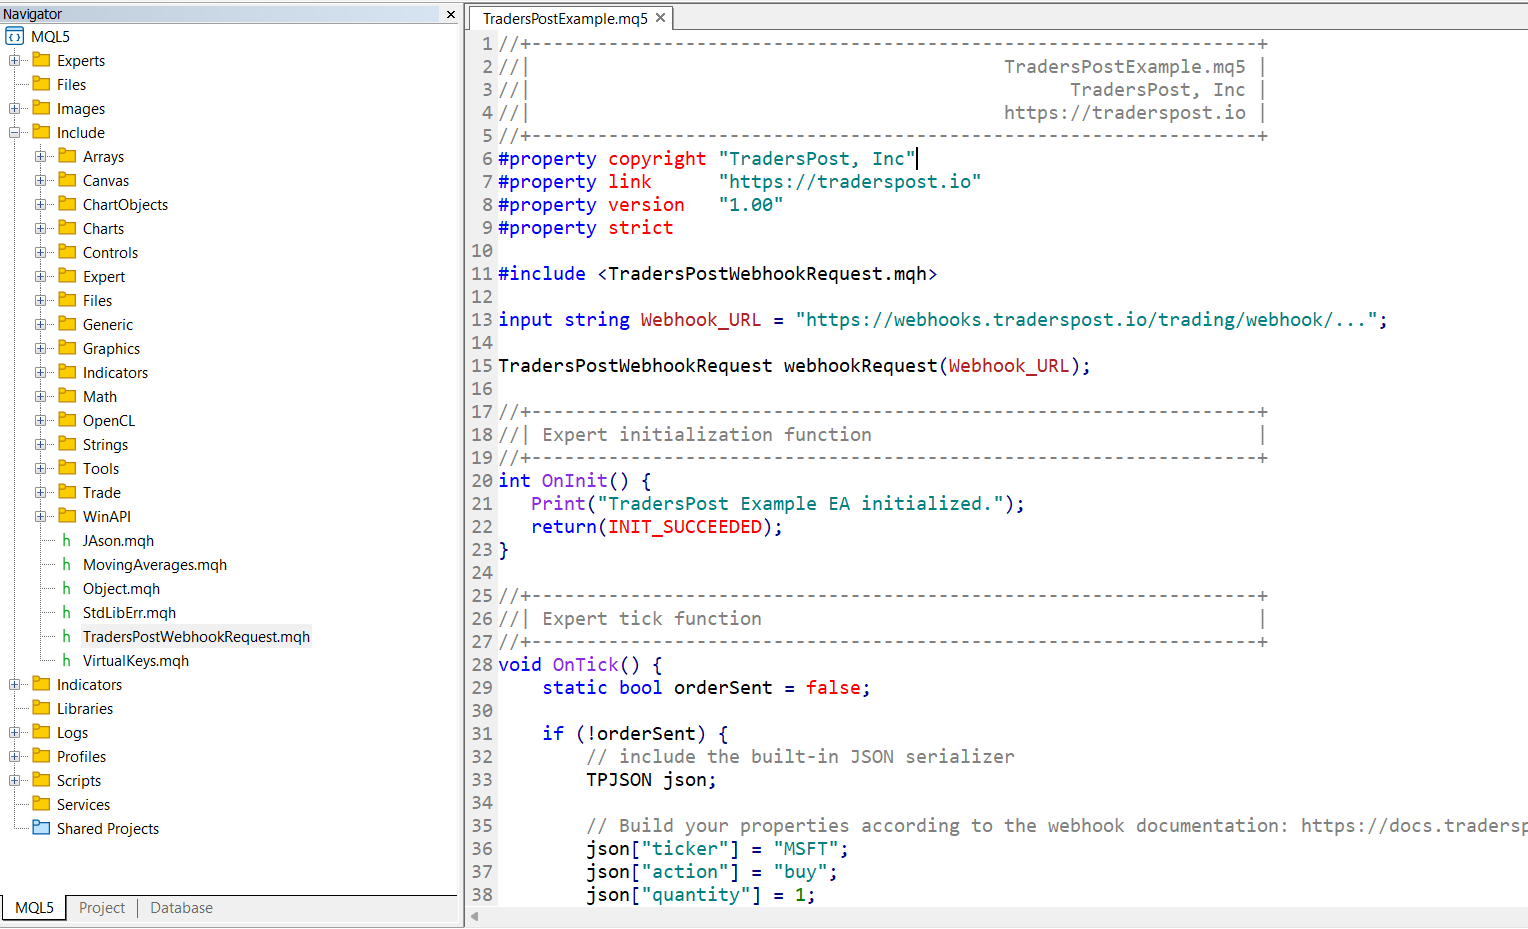 Navigator
MQL5
Experts
Files
Images
Include
Arrays
Canvas
ChartObjects
Charts
Controls
Expert
Files
Generic
Graphics
Indicators
Math
OpenCL
Strings
Tools
Trade
WinAPI
JAson.mqh
MovingAverages.mqh
Object.mqh
StdLibErr.mqh
TradersPostWebhookRequest.mqh
VirtualKeys.mqh
Indicators
Libraries
Logs
Profiles
Scripts
Services
Shared Projects
MQL5 Project Database
TradersPostExample.mq5
1 //+------------------------------------------------------------------+
2 //| TradersPostExample.mq5 |
3 //| TradersPost, Inc |
4 //| https://traderspost.io |
5 //+------------------------------------------------------------------+
6 #property copyright "TradersPost, Inc"
7 #property link "https://traderspost.io"
8 #property version "1.00"
9 #property strict
10
11 #include <TradersPostWebhookRequest.mqh>
12
13 input string Webhook_URL = "https://webhooks.traderspost.io/trading/webhook/...";
14
15 TradersPostWebhookRequest webhookRequest(Webhook_URL);
16
17 //+------------------------------------------------------------------+
18 //| Expert initialization function |
19 //+------------------------------------------------------------------+
20 int OnInit() {
21 Print("TradersPost Example EA initialized.");
22 return(INIT_SUCCEEDED);
23 }
24
25 //+------------------------------------------------------------------+
26 //| Expert tick function |
27 //+------------------------------------------------------------------+
28 void OnTick() {
29 static bool orderSent = false;
30
31 if (!orderSent) {
32 // include the built-in JSON serializer
33 TPJSON json;
34
35 // Build your properties according to the webhook documentation: https://docs.tradersp
36 json["ticker"] = "MSFT";
37 json["action"] = "buy";
38 json["quantity"] = 1;